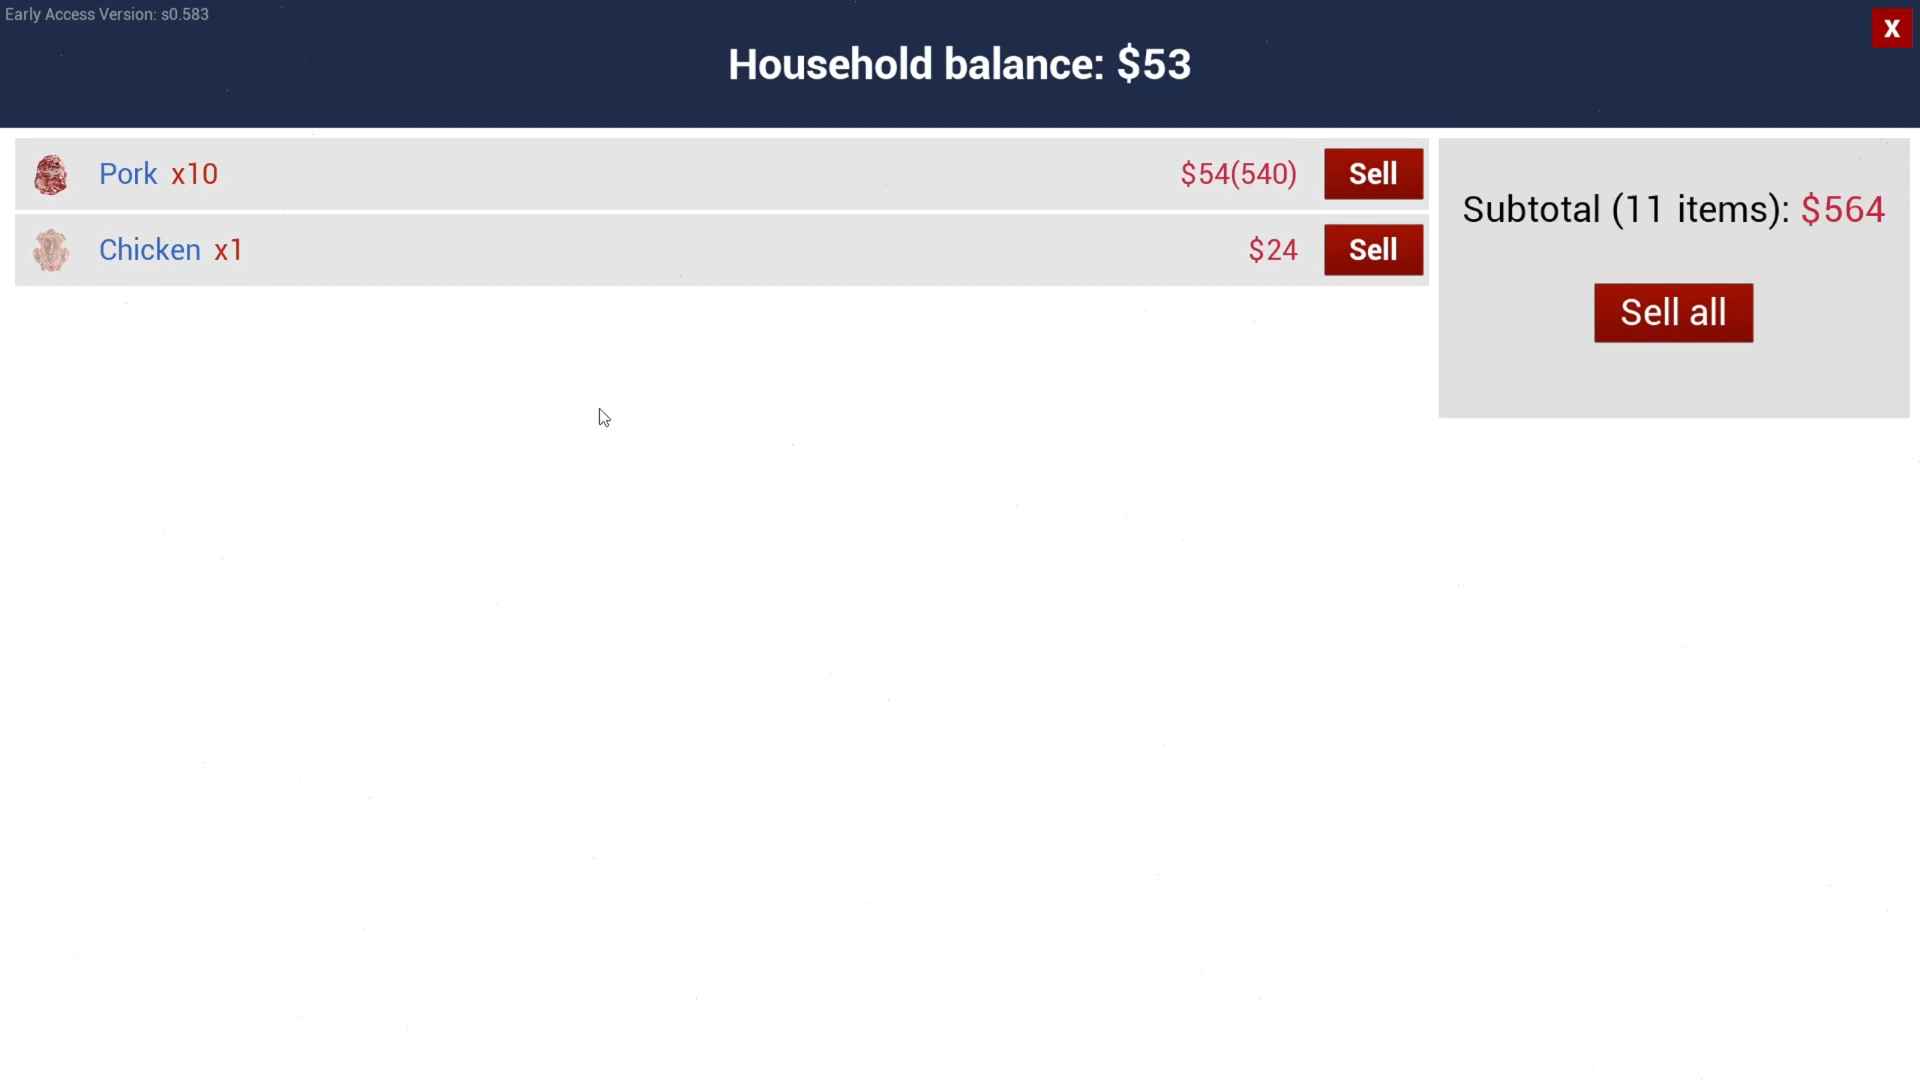 Early Access Version: s0.583
X
Household balance: $53
Pork x10 $54(540) Sell
Chicken x1 $24 Sell
Subtotal (11 items): $564
Sell all